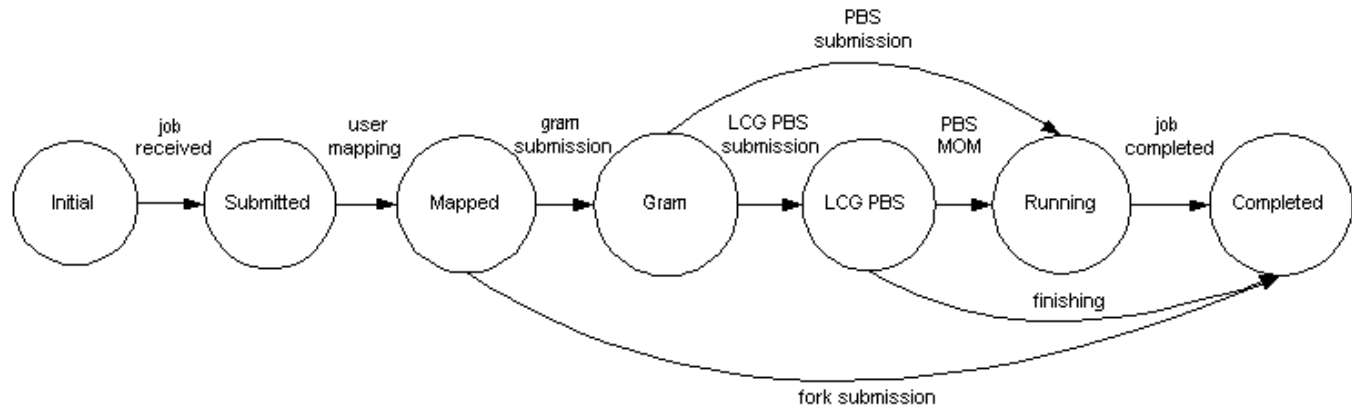 PBS
submission
job
received
user
mapping
gram
submission
LCG PBS
submission
PBS
MOM
job
completed
Initial
Submitted
Mapped
Gram
LCG PBS
Running
Completed
finishing
fork submission